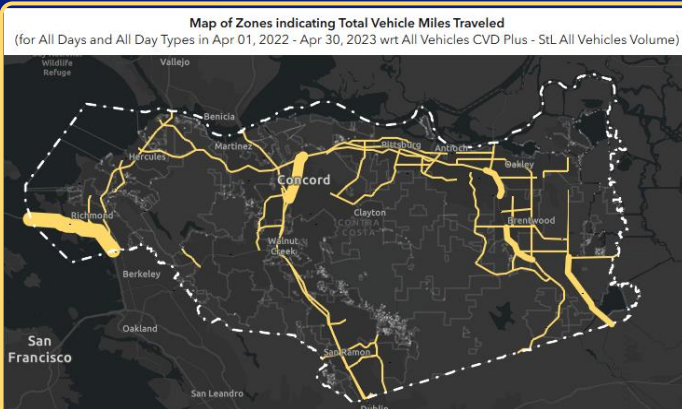 Map of Zones indicating Total Vehicle Miles Traveled
(for All Days and All Day Types in Apr 01, 2022 - Apr 30, 2023 wrt All Vehicles CVD Plus - StL All Vehicles Volume)
Wildlife
Refuge
Vallejo
Benicia
Martinez
Hercules
Pittsburg
Antioch
Oakley
Concord
Richmond
Clayton
CONTRA
COSTA
Brentwood
Walnut
Creek
Berkeley
Oakland
San
Francisco
San Ramon
San Leandro
Dublin